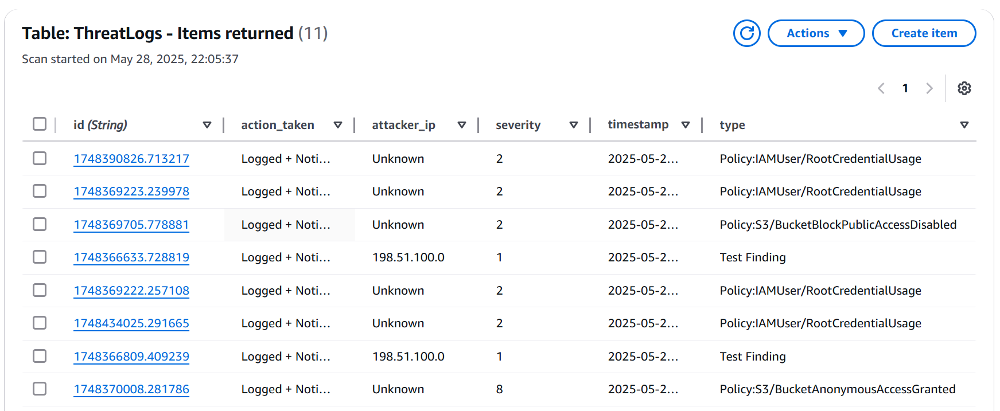 Table: ThreatLogs - Items returned (11)
Actions
Create item
Scan started on May 28, 2025, 22:05:37
1
id (String) action_taken attacker_ip severity timestamp type
1748390826.713217 Logged + Noti... Unknown 2 2025-05-2... Policy:IAMUser/RootCredentialUsage
1748369223.239978 Logged + Noti... Unknown 2 2025-05-2... Policy:IAMUser/RootCredentialUsage
1748369705.778881 Logged + Noti... Unknown 2 2025-05-2... Policy:S3/BucketBlockPublicAccessDisabled
1748366633.728819 Logged + Noti... 198.51.100.0 1 2025-05-2... Test Finding
1748369222.257108 Logged + Noti... Unknown 2 2025-05-2... Policy:IAMUser/RootCredentialUsage
1748434025.291665 Logged + Noti... Unknown 2 2025-05-2... Policy:IAMUser/RootCredentialUsage
1748366809.409239 Logged + Noti... 198.51.100.0 1 2025-05-2... Test Finding
1748370008.281786 Logged + Noti... Unknown 8 2025-05-2... Policy:S3/BucketAnonymousAccessGranted